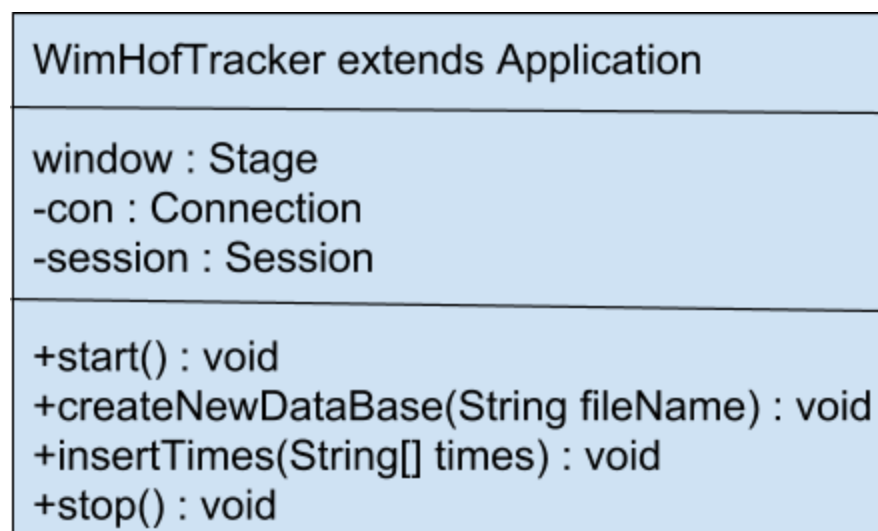 WimHofTracker extends Application
window : Stage
-con : Connection
-session : Session
+start() : void
+createNewDataBase(String fileName) : void
+insertTimes(String[] times) : void
+stop() : void